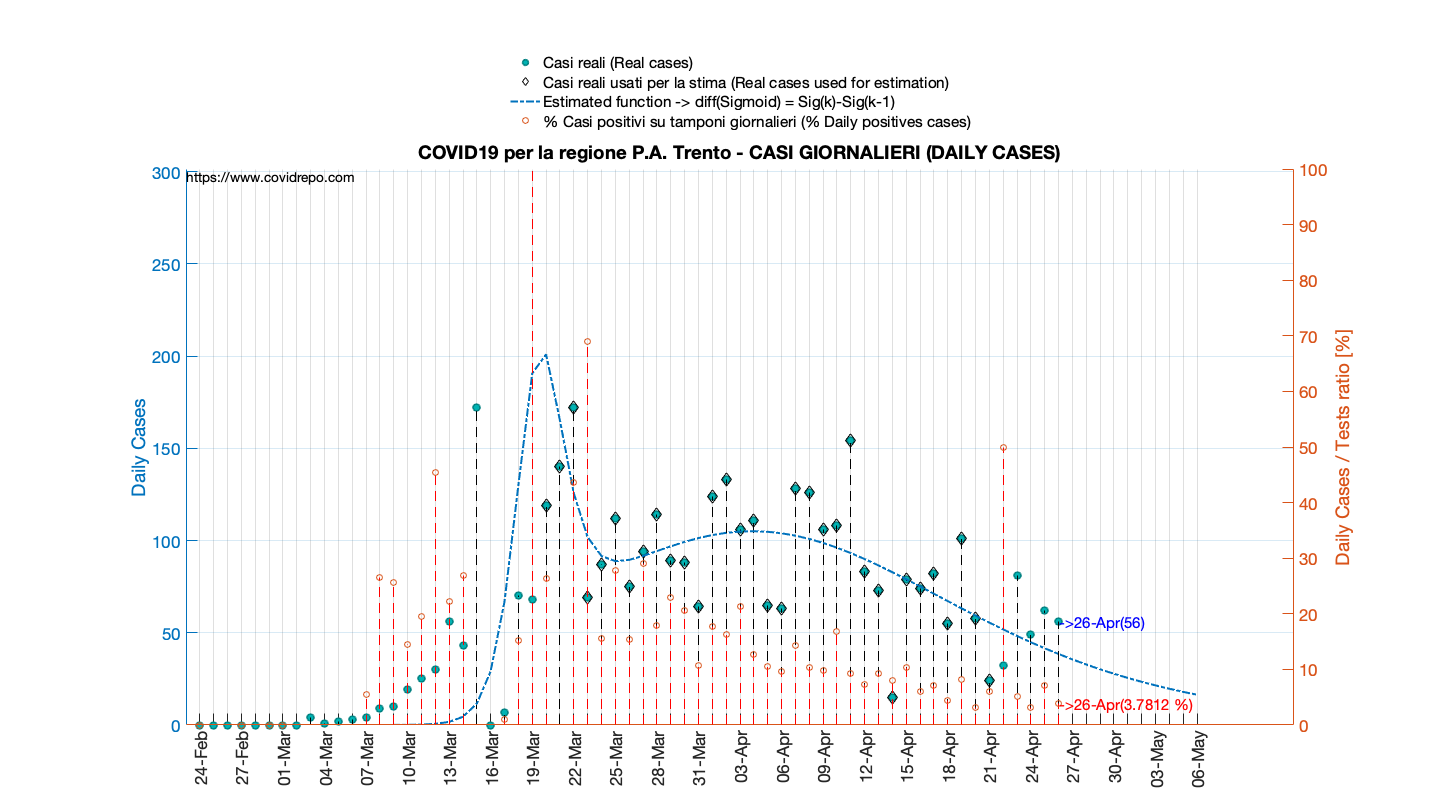 Casi reali (Real cases)
Casi reali usati per la stima (Real cases used for estimation)
Estimated function -> diff(Sigmoid) = Sig(k)-Sig(k-1)
% Casi positivi su tamponi giornalieri (% Daily positives cases)
COVID19 per la regione P.A. Trento - CASI GIORNALIERI (DAILY CASES)
https://www.covidrepo.com
Daily Cases
300
250
200
150
100
50
0
100
90
80
70
60
50
40
30
20
10
0
Daily Cases / Tests ratio [%]
->26-Apr(56)
->26-Apr(3.7812 %)
24-Feb
27-Feb
01-Mar
04-Mar
07-Mar
10-Mar
13-Mar
16-Mar
19-Mar
22-Mar
25-Mar
28-Mar
31-Mar
03-Apr
06-Apr
09-Apr
12-Apr
15-Apr
18-Apr
21-Apr
24-Apr
27-Apr
30-Apr
03-May
06-May